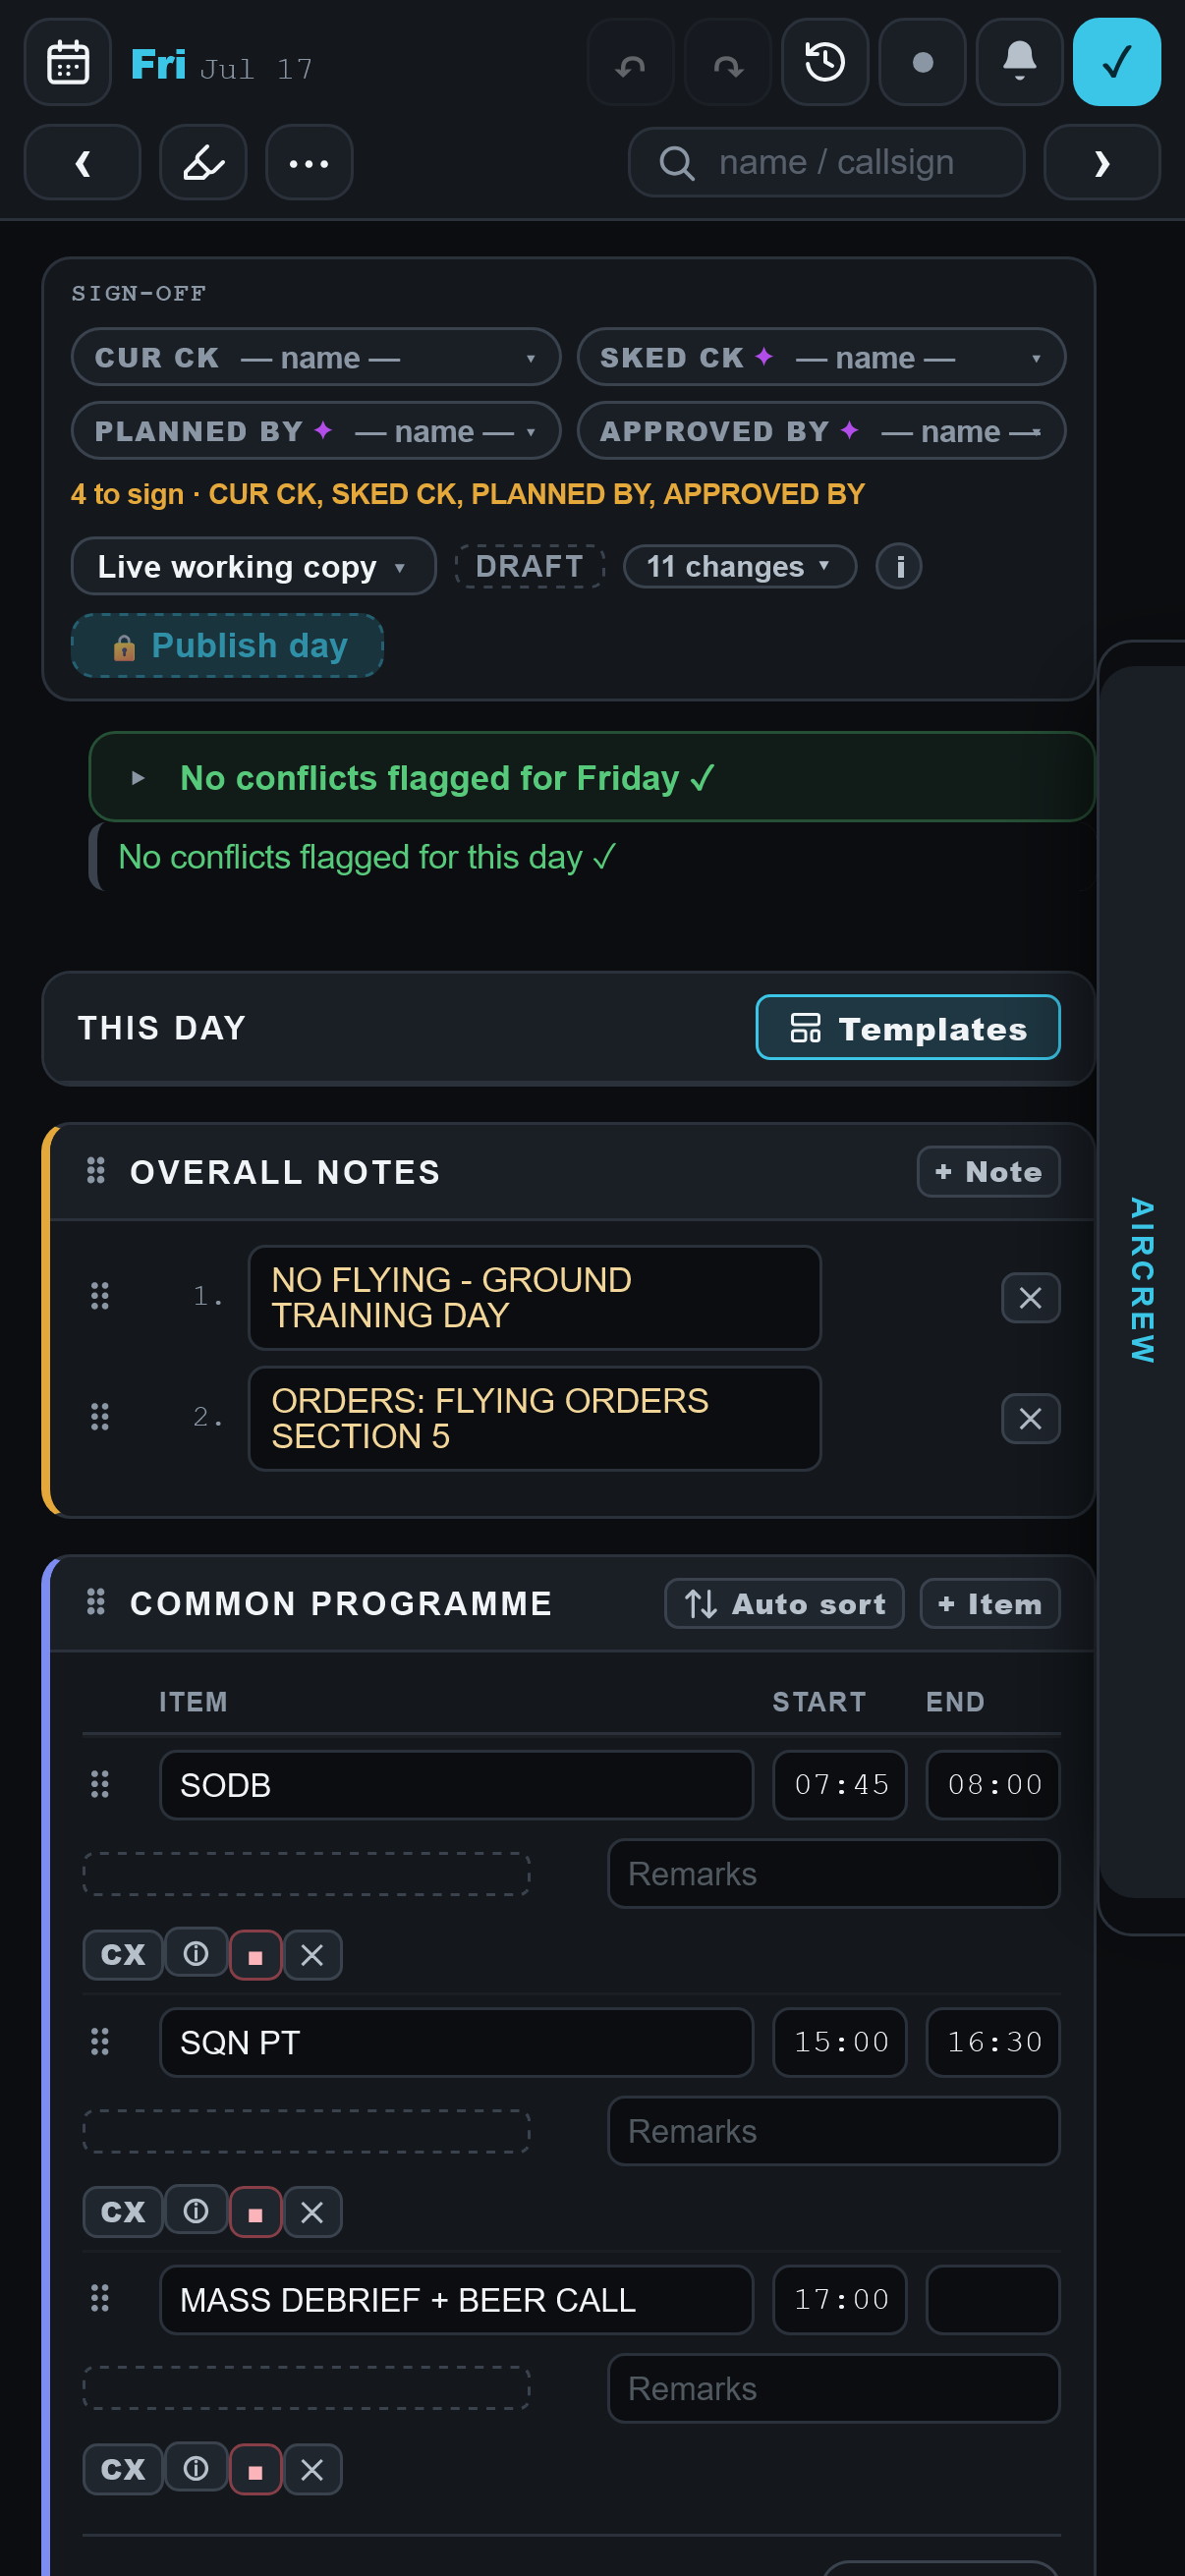 Fri Jul 17
name / callsign
SIGN-OFF
CUR CK — name —
SKED CK ✦ — name —
PLANNED BY ✦ — name —
APPROVED BY ✦ — name —
4 to sign · CUR CK, SKED CK, PLANNED BY, APPROVED BY
Live working copy
DRAFT
11 changes
i
Publish day
No conflicts flagged for Friday ✓
No conflicts flagged for this day ✓
THIS DAY
Templates
AIRCREW
OVERALL NOTES
+ Note
1. NO FLYING - GROUND
TRAINING DAY
2. ORDERS: FLYING ORDERS
SECTION 5
COMMON PROGRAMME
Auto sort
+ Item
ITEM START END
SODB 07:45 08:00
Remarks
CX
SQN PT 15:00 16:30
Remarks
CX
MASS DEBRIEF + BEER CALL 17:00
Remarks
CX